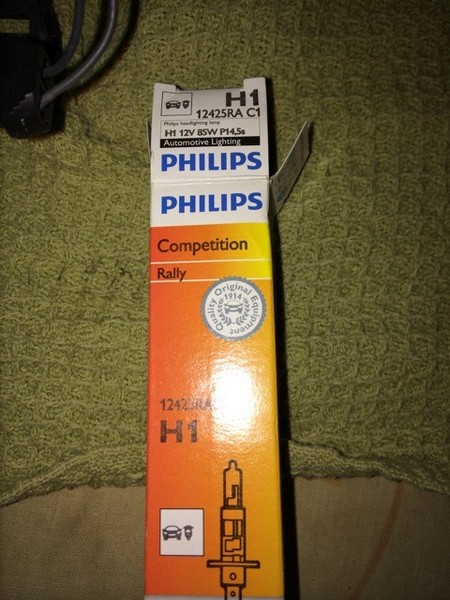 H1
12425RA C1
Philips headlighting lamp
H1 12V 85W P14,5s
Automotive Lighting
PHILIPS
PHILIPS
Competition
Rally
Quality Original Equipment
1914
H1